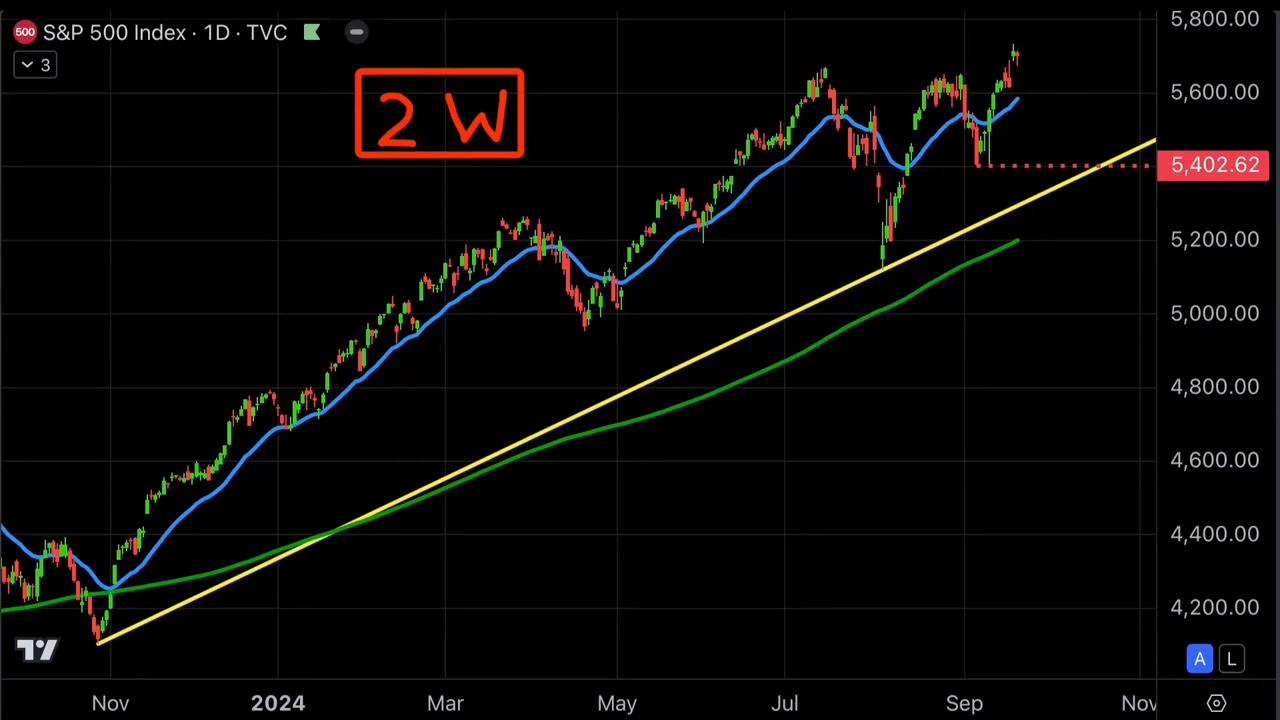 500 S&P 500 Index · 1D · TVC
3
2 W
5,800.00
5,600.00
5,402.62
5,200.00
5,000.00
4,800.00
4,600.00
4,400.00
4,200.00
A L
Nov 2024 Mar May Jul Sep Nov